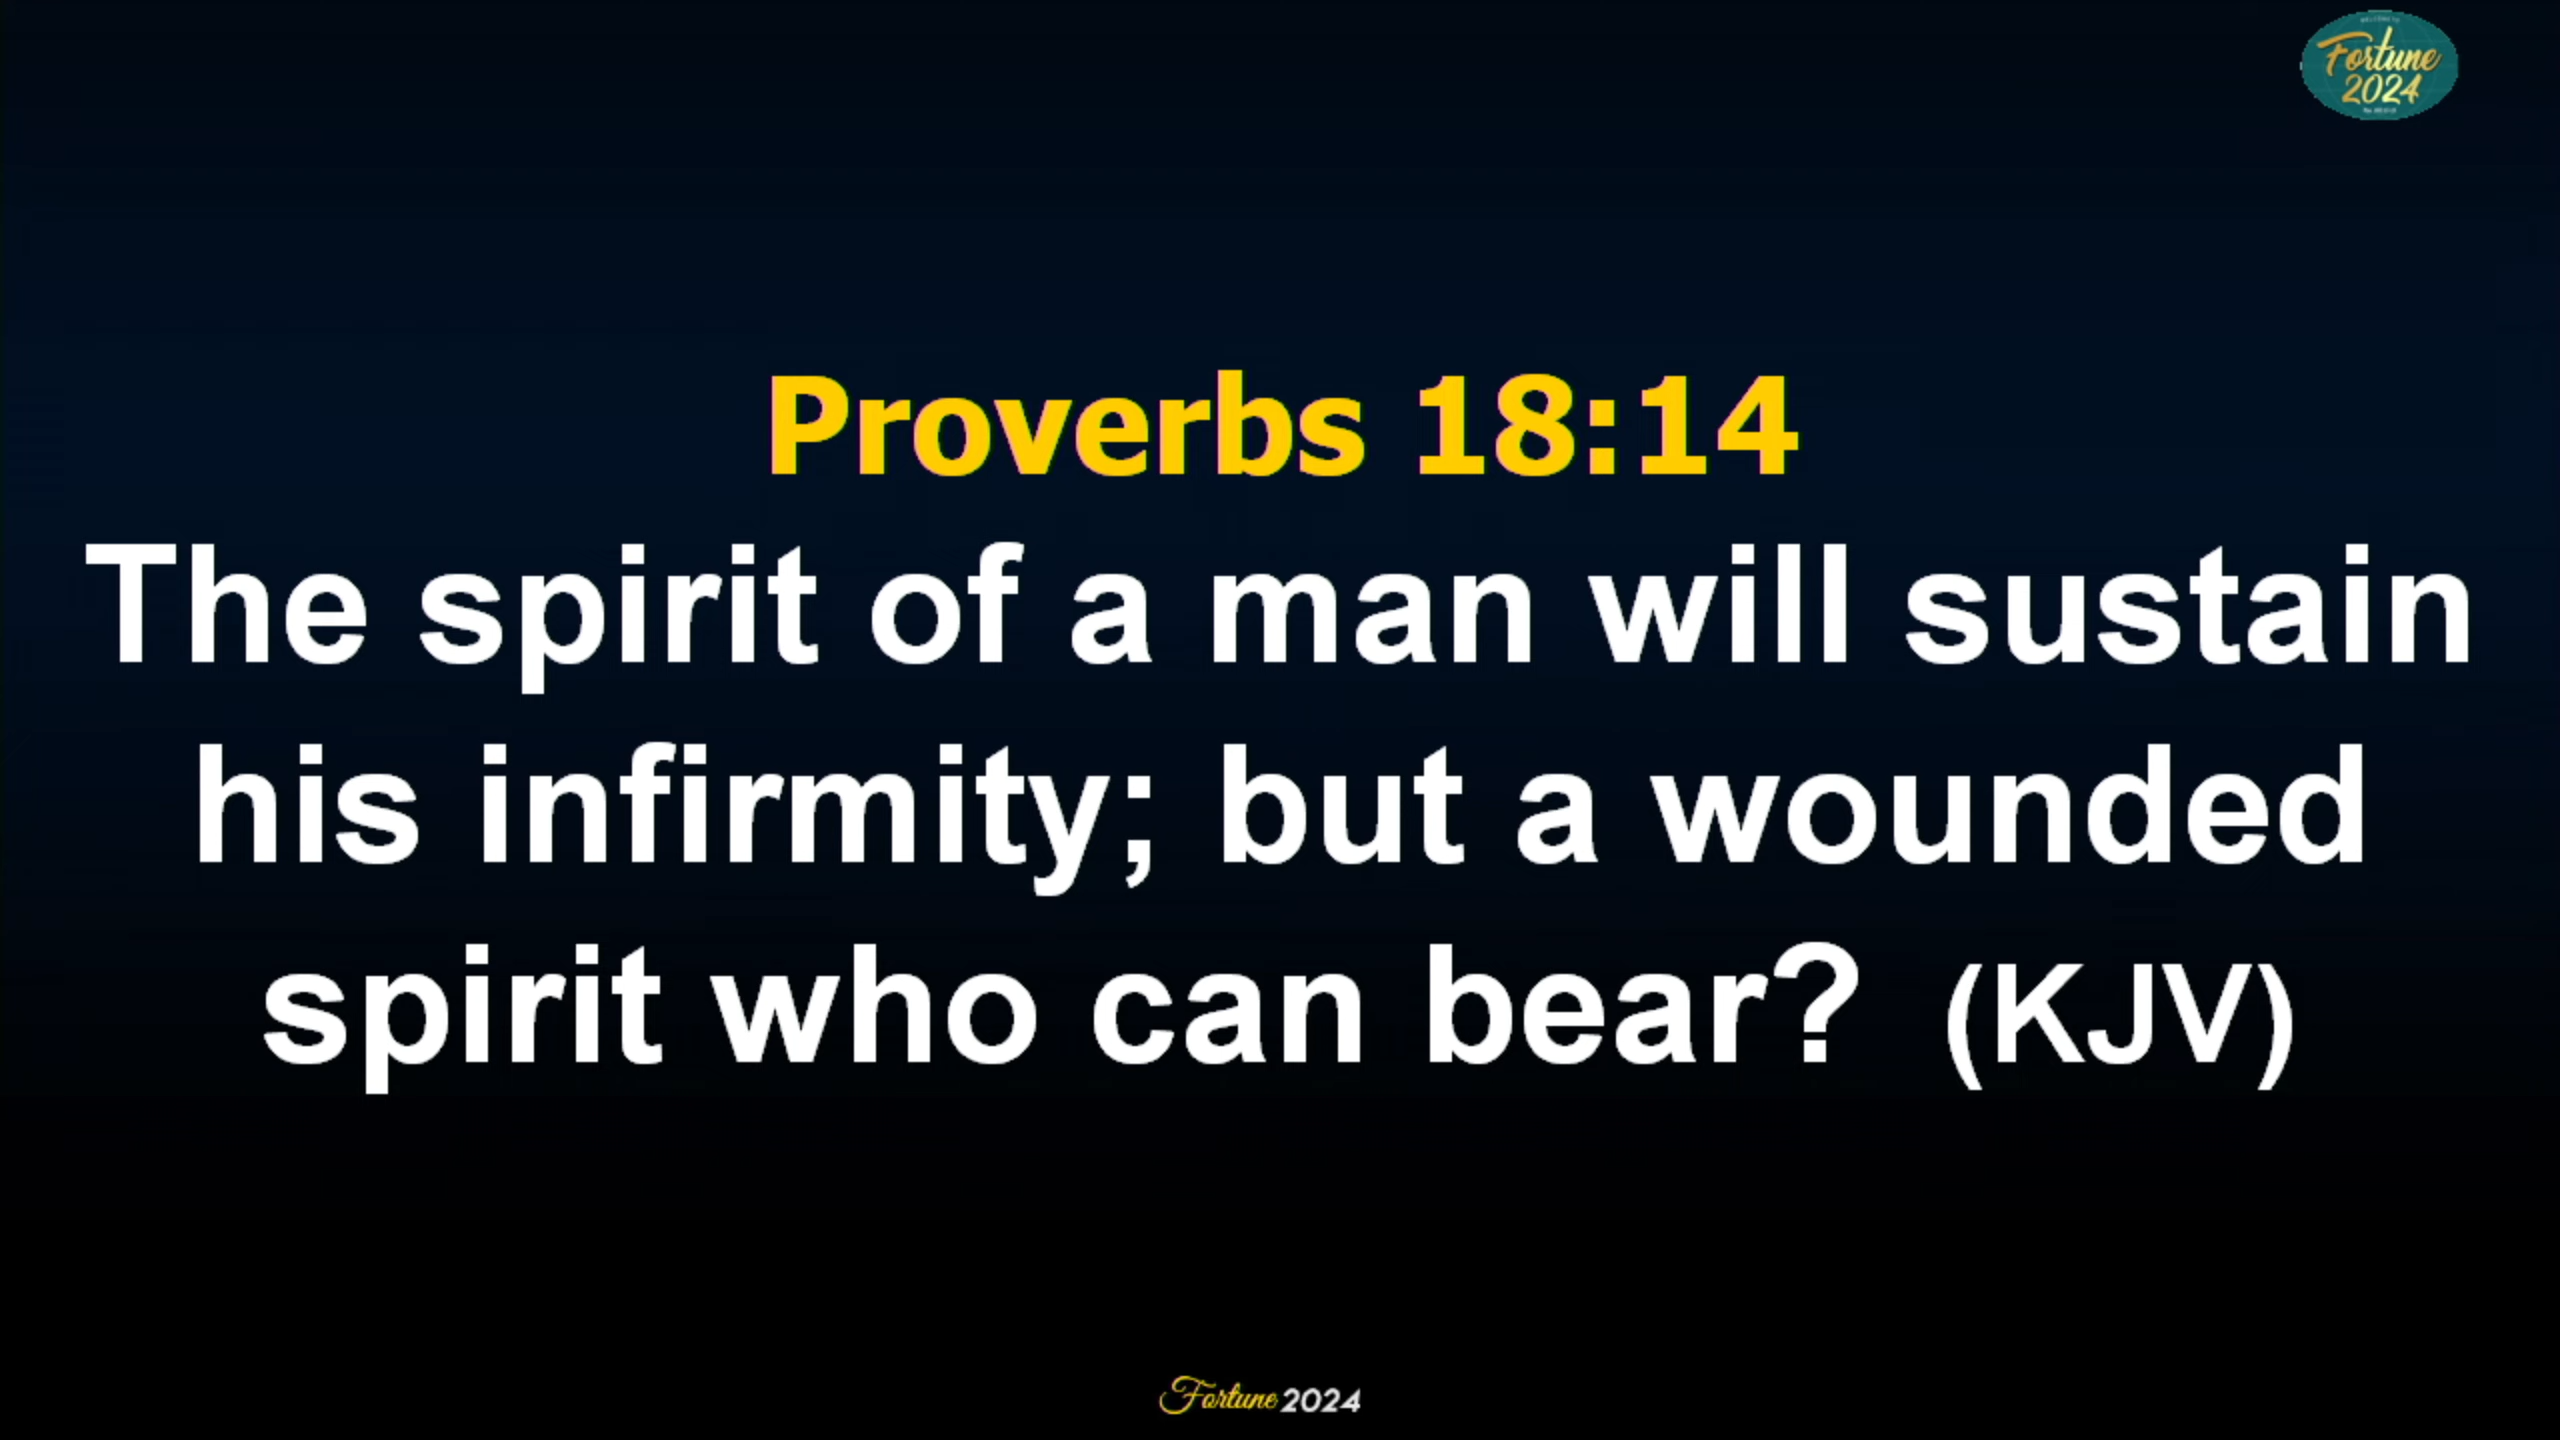 Fortune
2024
Proverbs 18:14
The spirit of a man will sustain
his infirmity; but a wounded
spirit who can bear? (KJV)
Fortune 2024